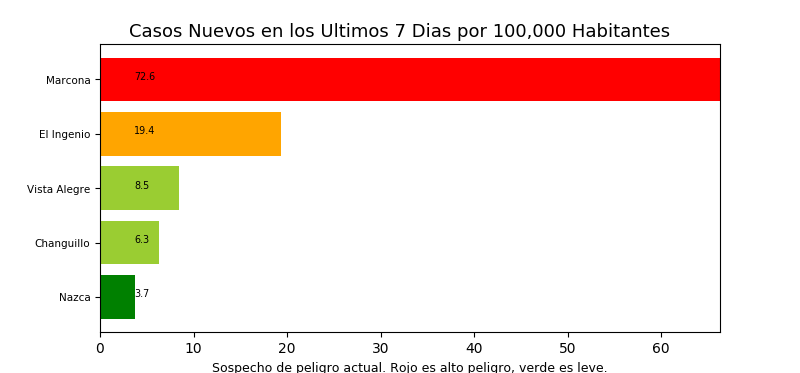 Casos Nuevos en los Ultimos 7 Dias por 100,000 Habitantes
Marcona 72.6
El Ingenio 19.4
Vista Alegre 8.5
Changuillo 6.3
Nazca 3.7
0 10 20 30 40 50 60
Sospecho de peligro actual. Rojo es alto peligro, verde es leve.